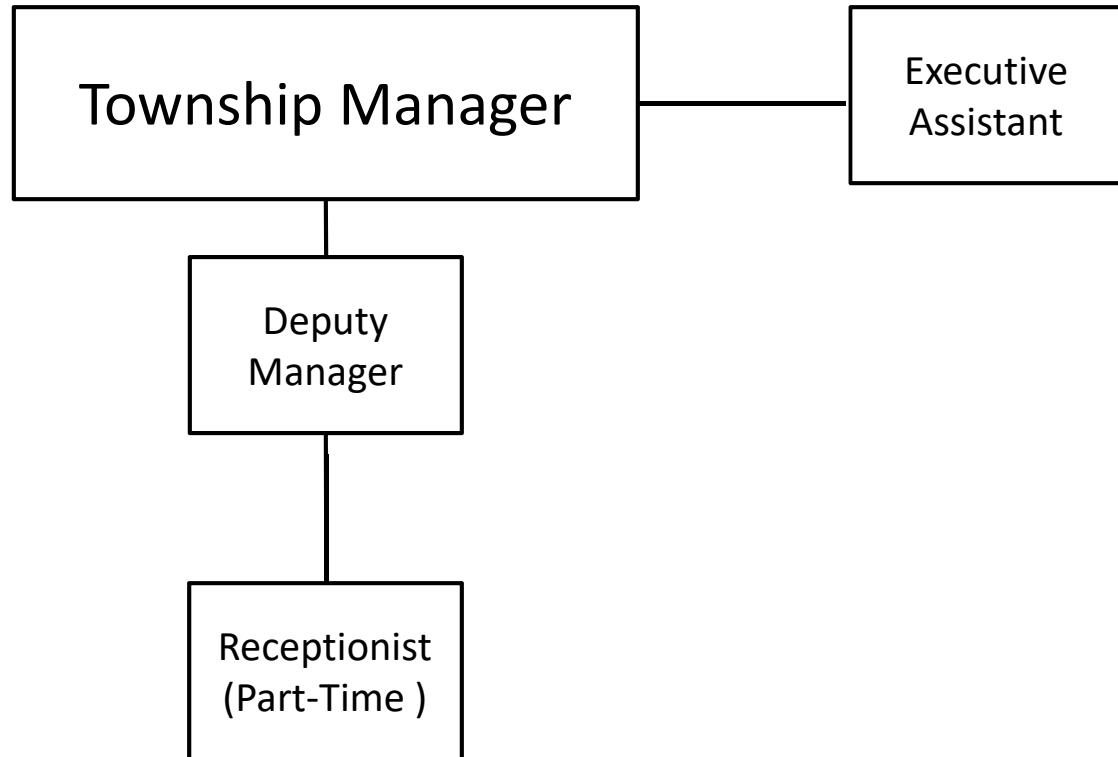 Township Manager
Executive
Assistant
Deputy
Manager
Receptionist
(Part-Time )